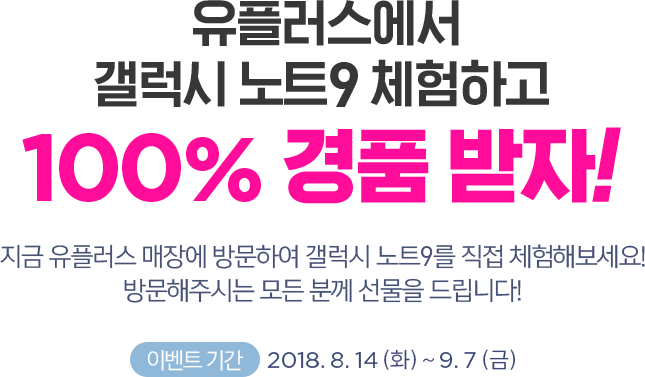 유플러스에서
갤럭시 노트9 체험하고
100% 경품 받자!
지금 유플러스 매장에 방문하여 갤럭시 노트9를 직접 체험해보세요!
방문해주시는 모든 분께 선물을 드립니다!
이벤트 기간 2018. 8. 14 (화) ~ 9. 7 (금)